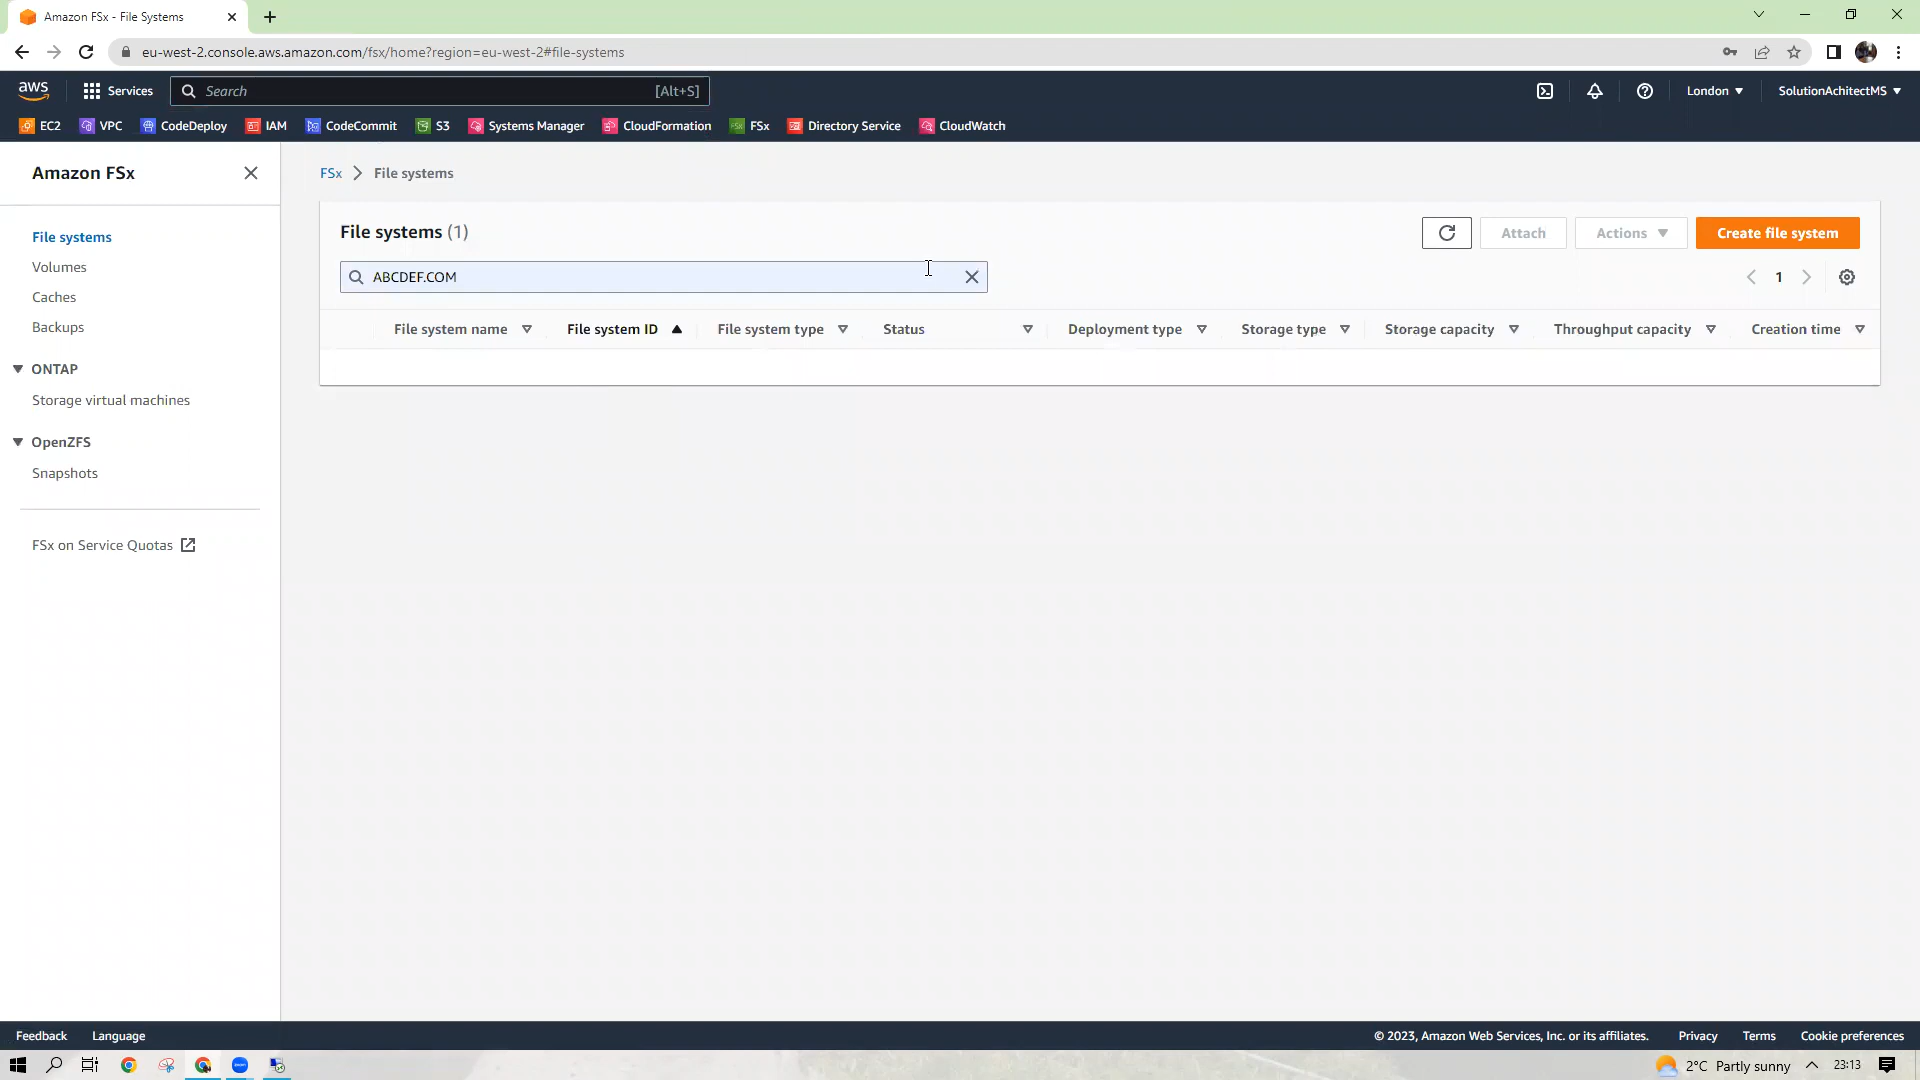 Amazon FSx - File Systems
eu-west-2.console.aws.amazon.com/fsx/home?region=eu-west-2#file-systems
aws
Services
Search
[Alt+S]
London
SolutionAchitectMS
EC2
VPC
CodeDeploy
IAM
CodeCommit
S3
Systems Manager
CloudFormation
FSx
Directory Service
CloudWatch
Amazon FSx
File systems
Volumes
Caches
Backups
ONTAP
Storage virtual machines
OpenZFS
Snapshots
FSx on Service Quotas
FSx
File systems
File systems (1)
Attach
Actions
Create file system
ABCDEF.COM
1
File system name
File system ID
File system type
Status
Deployment type
Storage type
Storage capacity
Throughput capacity
Creation time
Feedback
Language
© 2023, Amazon Web Services, Inc. or its affiliates.
Privacy
Terms
Cookie preferences
2°C Partly sunny
23:13